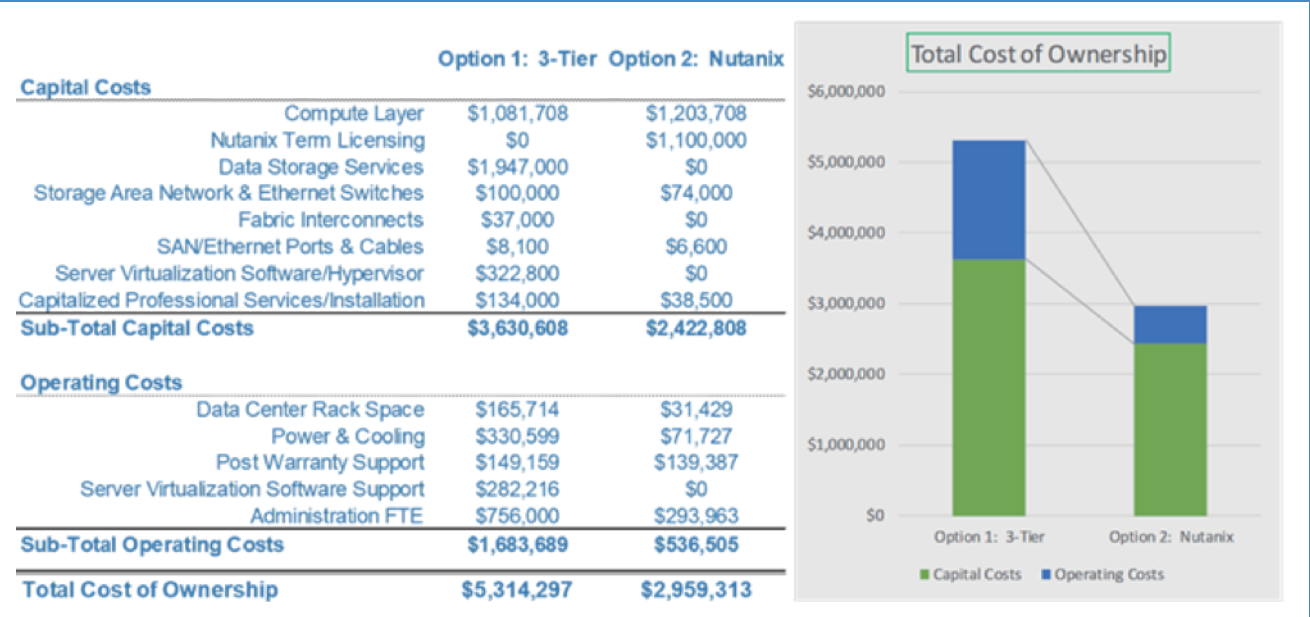 Option 1: 3-Tier Option 2: Nutanix
Capital Costs
Compute Layer $1,081,708 $1,203,708
Nutanix Term Licensing $0 $1,100,000
Data Storage Services $1,947,000 $0
Storage Area Network & Ethernet Switches $100,000 $74,000
Fabric Interconnects $37,000 $0
SAN/Ethernet Ports & Cables $8,100 $6,600
Server Virtualization Software/Hypervisor $322,800 $0
Capitalized Professional Services/Installation $134,000 $38,500
Sub-Total Capital Costs $3,630,608 $2,422,808
Operating Costs
Data Center Rack Space $165,714 $31,429
Power & Cooling $330,599 $71,727
Post Warranty Support $149,159 $139,387
Server Virtualization Software Support $282,216 $0
Administration FTE $756,000 $293,963
Sub-Total Operating Costs $1,683,689 $536,505
Total Cost of Ownership $5,314,297 $2,959,313
Total Cost of Ownership
$6,000,000
$5,000,000
$4,000,000
$3,000,000
$2,000,000
$1,000,000
$0
Option 1: 3-Tier Option 2: Nutanix
Capital Costs Operating Costs